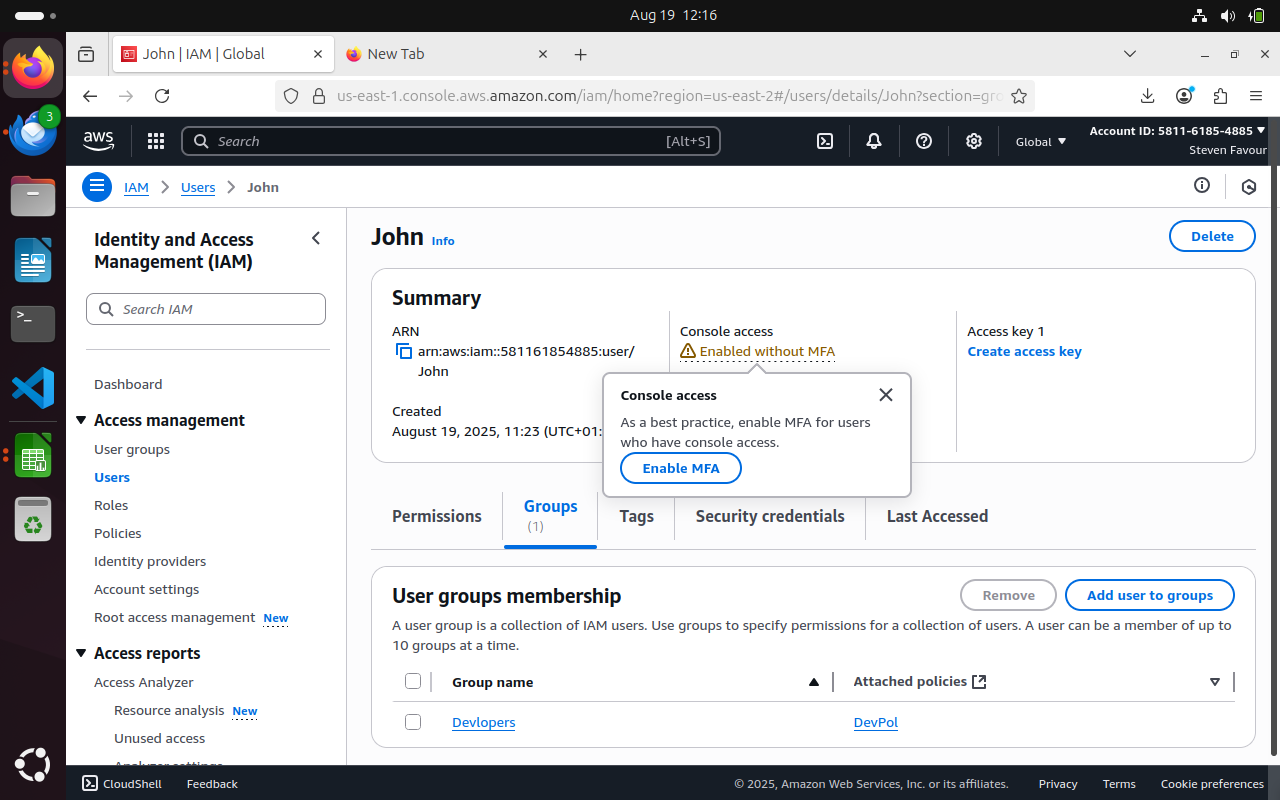 Aug 19 12:16
John | IAM | Global
New Tab
us-east-1.console.aws.amazon.com/iam/home?region=us-east-2#/users/details/John?section=gro
3
aws
Search
[Alt+S]
Global
Account ID: 5811-6185-4885
Steven Favour
IAM
Users
John
Identity and Access
Management (IAM)
Search IAM
Dashboard
Access management
User groups
Users
Roles
Policies
Identity providers
Account settings
Root access management New
Access reports
Access Analyzer
Resource analysis New
Unused access
Analyzer settings
John Info
Delete
Summary
ARN
arn:aws:iam::581161854885:user/
John
Created
August 19, 2025, 11:23 (UTC+01:
Console access
Enabled without MFA
Access key 1
Create access key
Console access
As a best practice, enable MFA for users
who have console access.
Enable MFA
Permissions
Groups
(1)
Tags
Security credentials
Last Accessed
User groups membership
Remove
Add user to groups
A user group is a collection of IAM users. Use groups to specify permissions for a collection of users. A user can be a member of up to
10 groups at a time.
Group name
Attached policies
Devlopers
DevPol
CloudShell
Feedback
© 2025, Amazon Web Services, Inc. or its affiliates.
Privacy
Terms
Cookie preferences